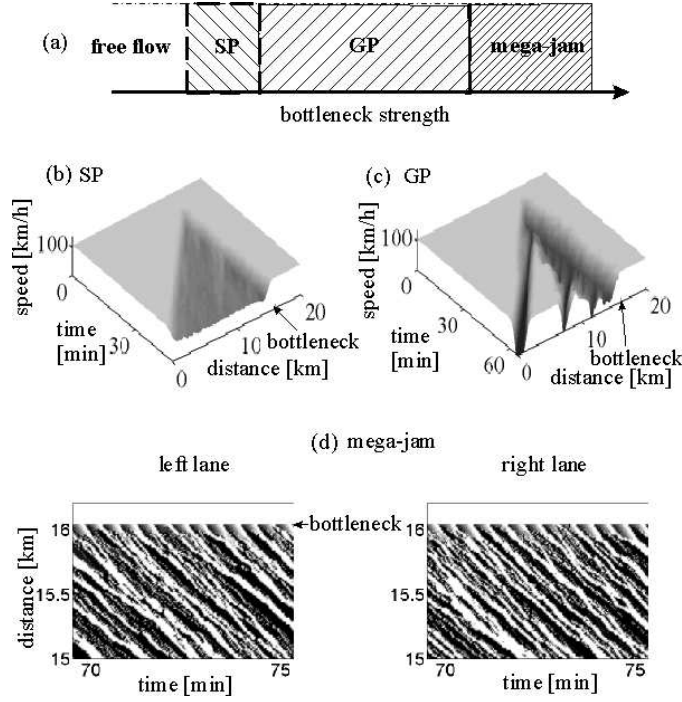 (a)
free flow SP GP mega-jam
bottleneck strength
(b) SP
speed [km/h]
100
0
30
time
[min]
0
10
20
bottleneck
distance [km]
(c) GP
speed [km/h]
100
0
30
60
time
[min]
0
10
20
bottleneck
distance [km]
(d) mega-jam
left lane
right lane
distance [km]
16
15.5
15
70
75
time [min]
bottleneck
16
15.5
15
70
75
time [min]